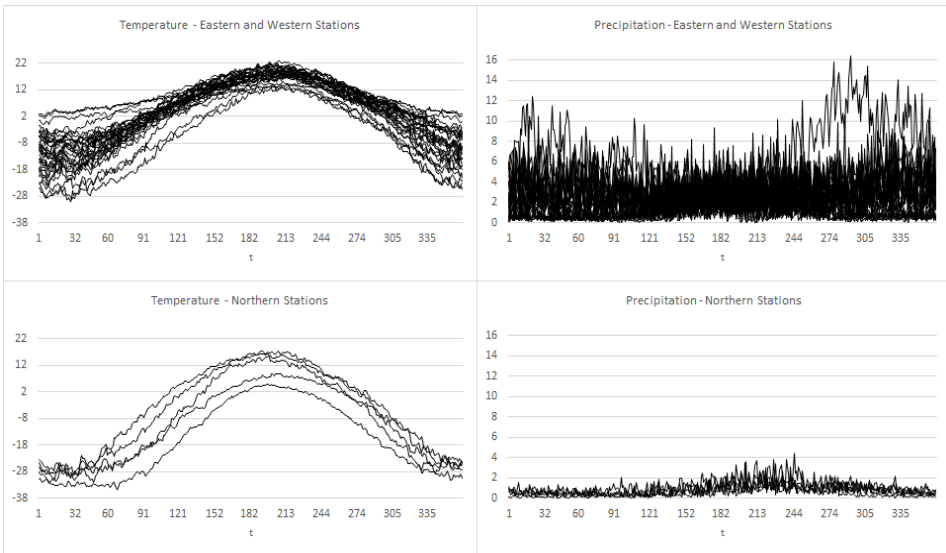 Temperature - Eastern and Western Stations
22
12
2
-8
-18
-28
-38
1 32 60 91 121 152 182 213 244 274 305 335
t
Precipitation - Eastern and Western Stations
16
14
12
10
8
6
4
2
0
1 32 60 91 121 152 182 213 244 274 305 335
t
Temperature - Northern Stations
22
12
2
-8
-18
-28
-38
1 32 60 91 121 152 182 213 244 274 305 335
t
Precipitation - Northern Stations
16
14
12
10
8
6
4
2
0
1 32 60 91 121 152 182 213 244 274 305 335
t